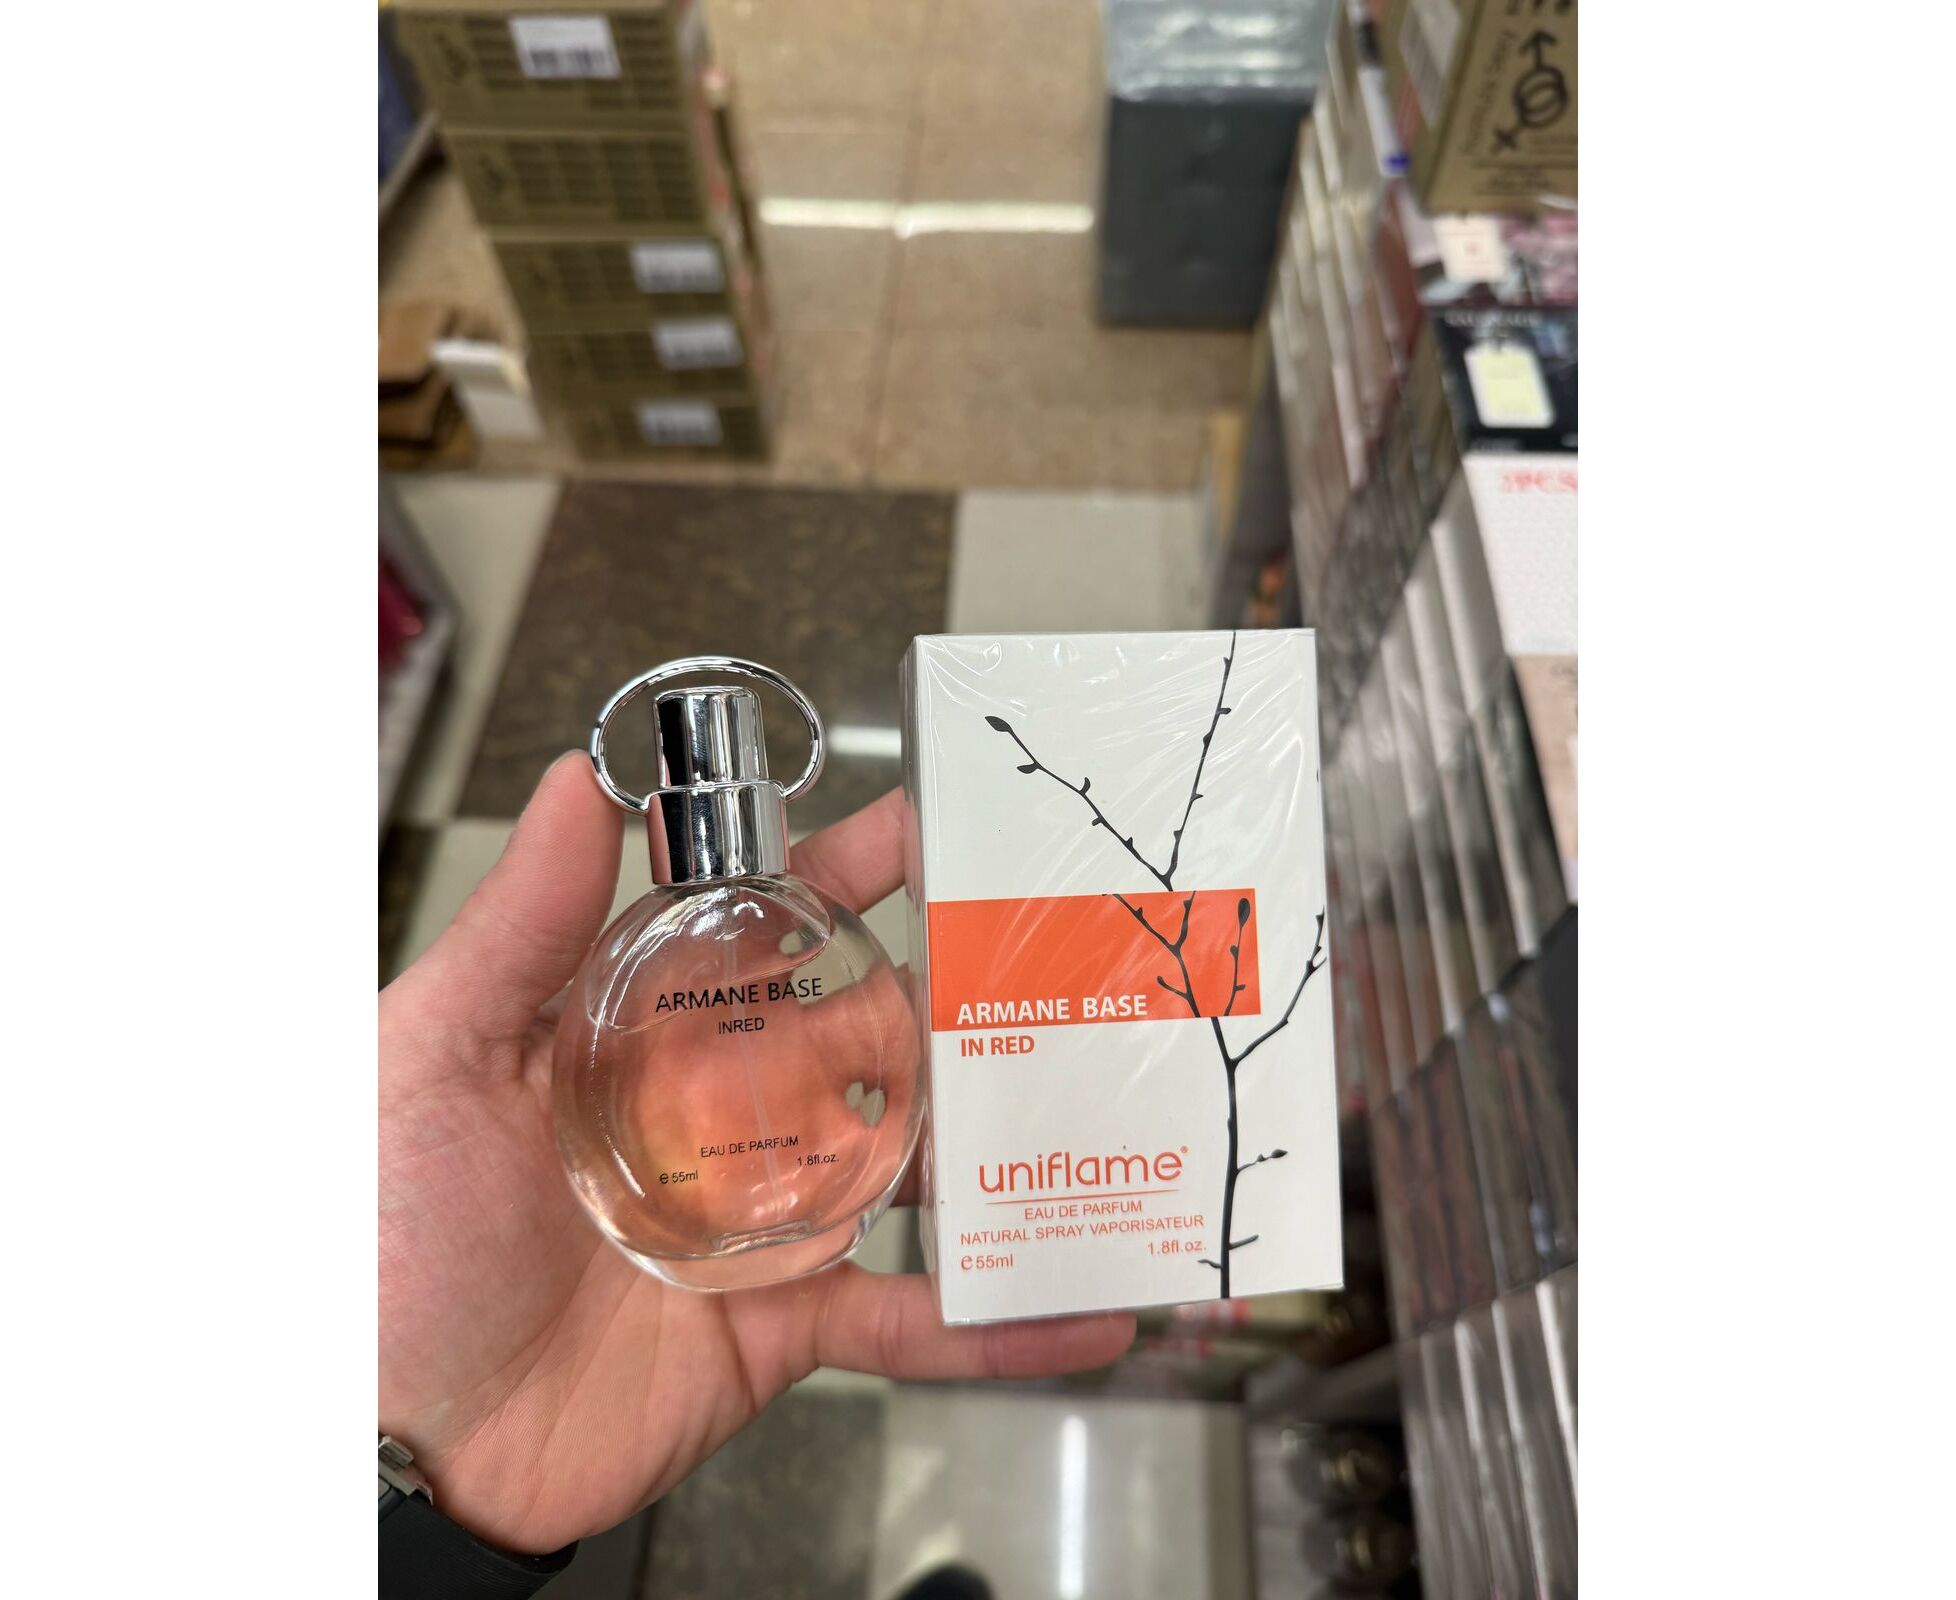 ARMANE BASE
INRED
EAU DE PARFUM
℮ 55ml
1.8fl.oz.
ARMANE BASE
IN RED
uniflame®
EAU DE PARFUM
NATURAL SPRAY VAPORISATEUR
℮ 55ml
1.8fl.oz.